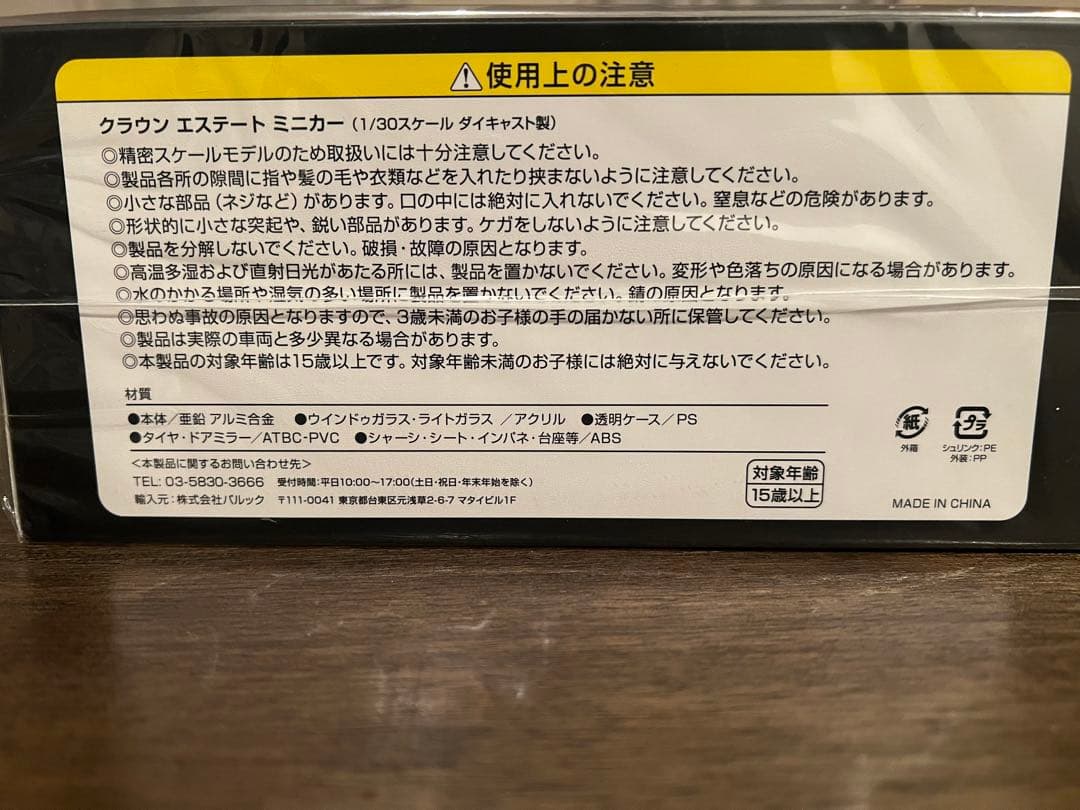 ⚠使用上の注意
クラウン エステート ミニカー（1/30スケール ダイキャスト製）
◎精密スケールモデルのため取扱いには十分注意してください。
◎製品各所の隙間に指や髪の毛や衣類などを入れたり挟まないように注意してください。
◎小さな部品（ネジなど）があります。口の中には絶対に入れないでください。窒息などの危険があります。
◎形状的に小さな突起や、鋭い部品があります。ケガをしないように注意してください。
◎製品を分解しないでください。破損・故障の原因となります。
◎高温多湿および直射日光があたる所には、製品を置かないでください。変形や色落ちの原因になる場合があります。
◎水のかかる場所や湿気の多い場所に製品を置かないでください。錆の原因となります。
◎思わぬ事故の原因となりますので、3歳未満のお子様の手の届かない所に保管してください。
◎製品は実際の車両と多少異なる場合があります。
◎本製品の対象年齢は15歳以上です。対象年齢未満のお子様には絶対に与えないでください。
材質
●本体／亜鉛 アルミ合金 ●ウインドゥガラス・ライトガラス ／アクリル ●透明ケース／PS
●タイヤ・ドアミラー／ATBC-PVC ●シャーシ・シート・インパネ・台座等／ABS
＜本製品に関するお問い合わせ先＞
TEL: 03-5830-3666 受付時間：平日10:00〜17:00（土日・祝日・年末年始を除く）
輸入元：株式会社バルック 〒111-0041 東京都台東区元浅草2-6-7 マタイビル1F
対象年齢
15歳以上
紙
外箱
プラ
シュリンク：PE
外装：PP
MADE IN CHINA